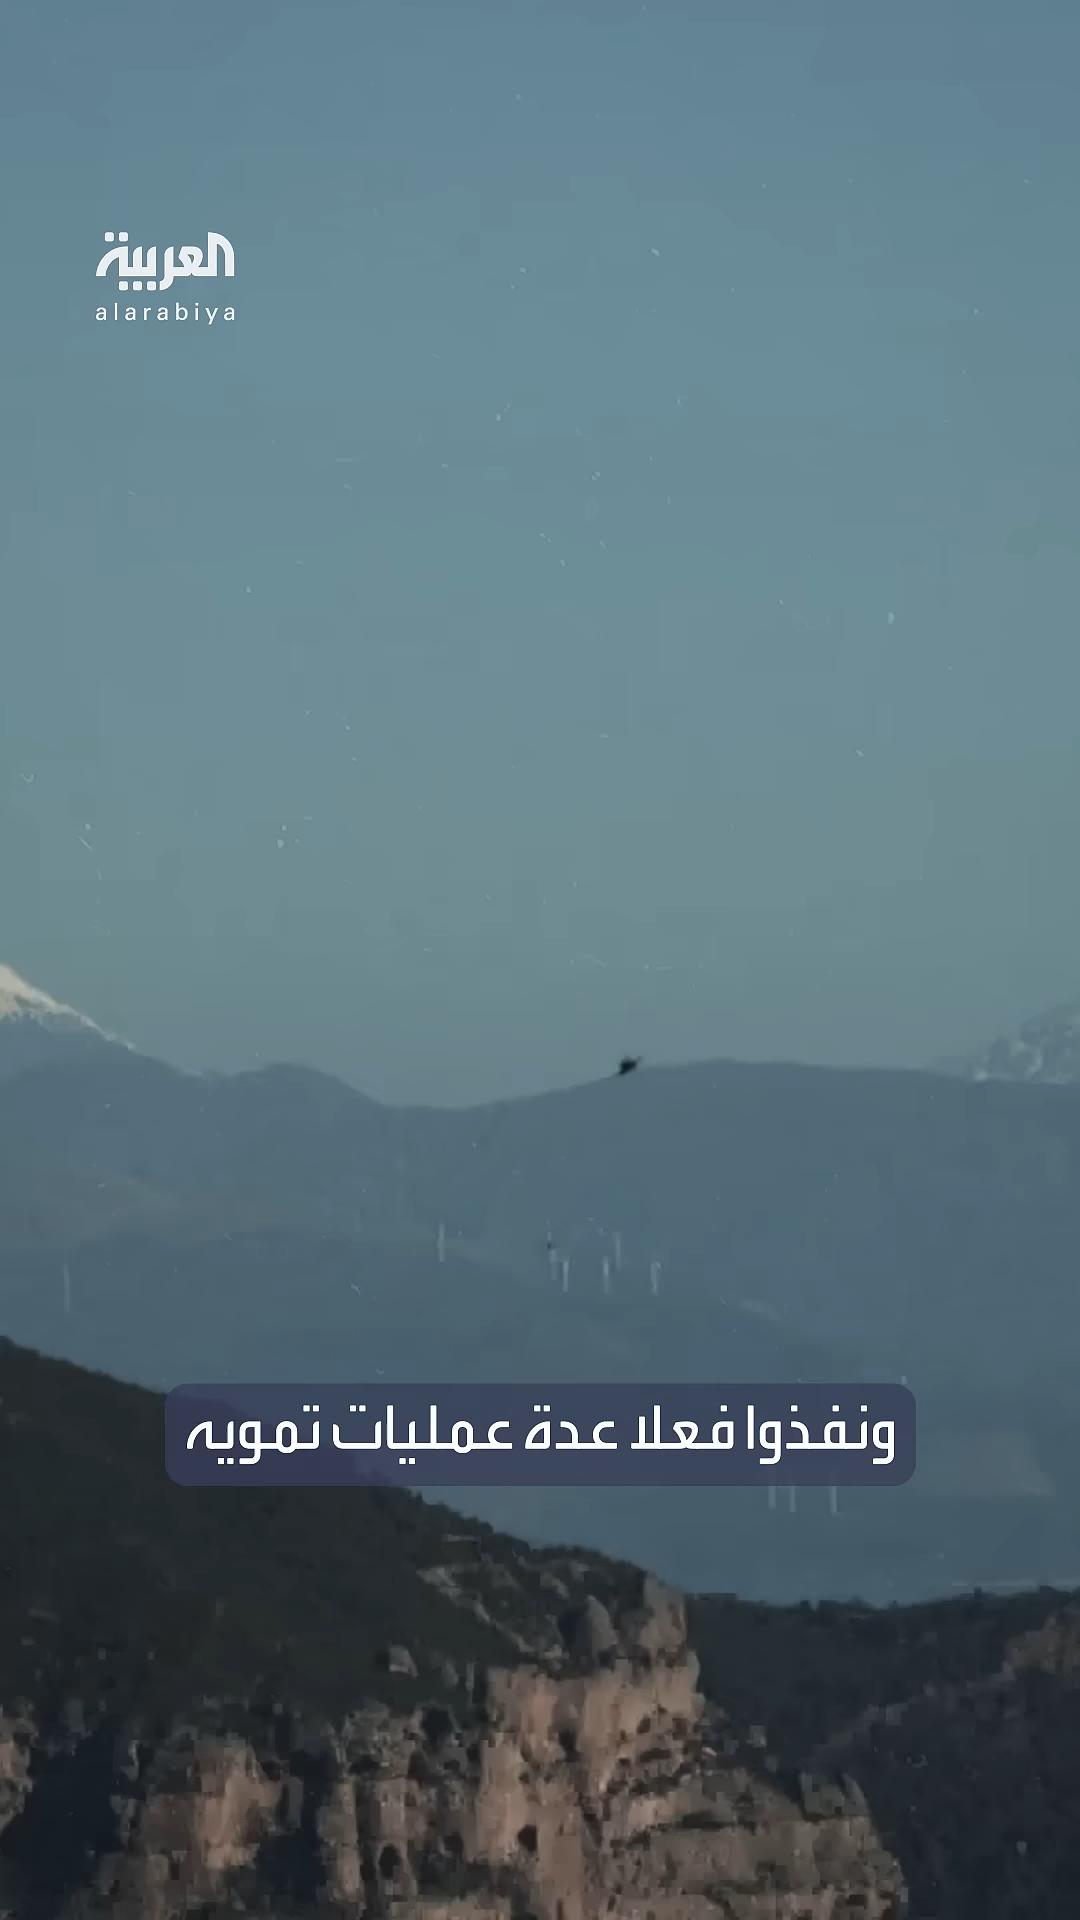 العربية
alarabiya
ونفذوا فعلا عدة عمليات تمويه